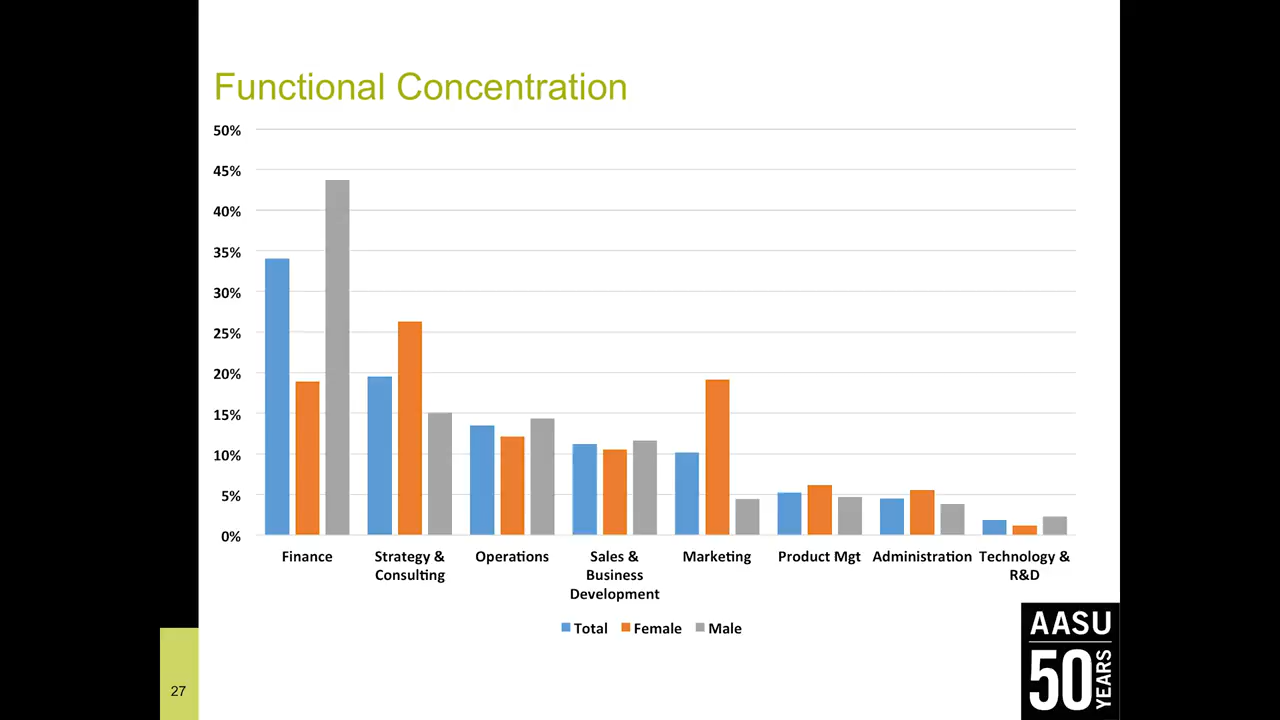 Functional Concentration
50%
45%
40%
35%
30%
25%
20%
15%
10%
5%
0%
Finance
Strategy &
Consulting
Operations
Sales &
Business
Development
Marketing
Product Mgt
Administration
Technology &
R&D
Total Female Male
27
AASU
50 YEARS